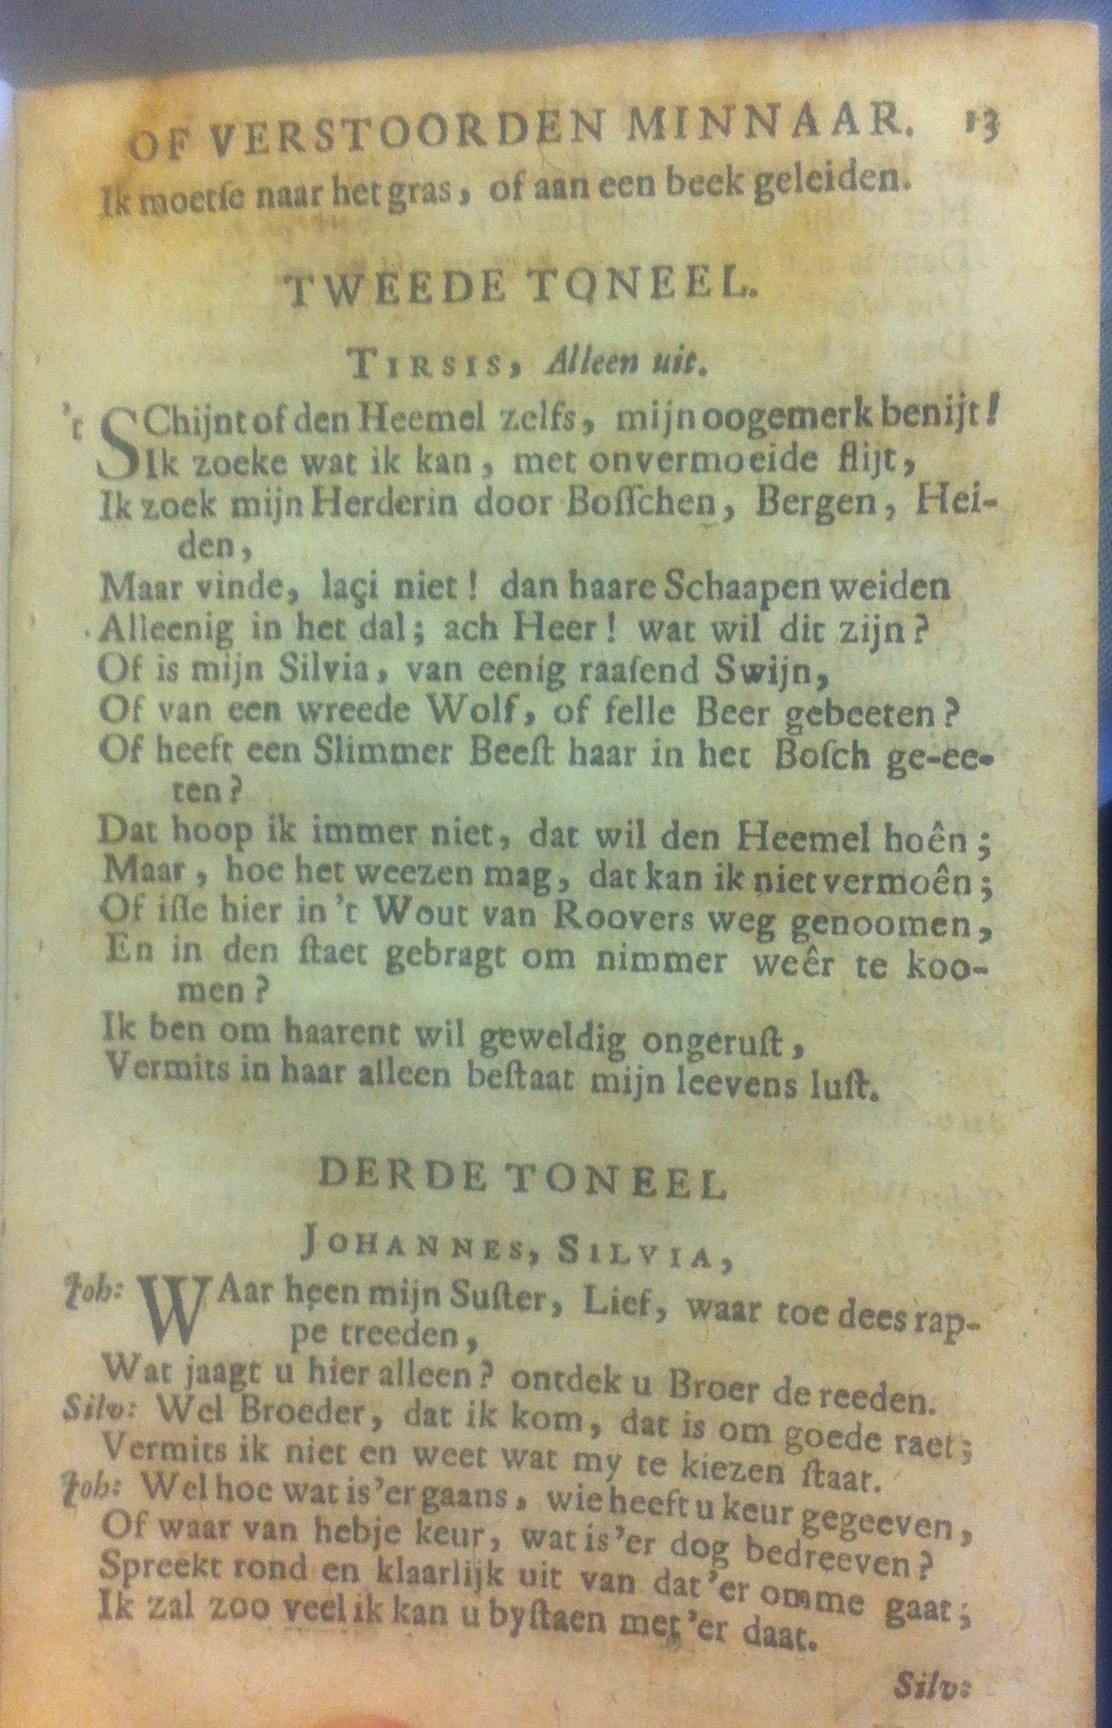 OF VERSTOORDEN MINNAAR. 13
Ik moetſe naar het gras, of aan een beek geleiden.
TWEEDE TONEEL.
TIRSIS, Alleen uit.
't SChijnt of den Heemel zelfs, mijn oogemerk benijt!
Ik zoeke wat ik kan, met onvermoeide flijt,
Ik zoek mijn Herderin door Boſſchen, Bergen, Hei-
den,
Maar vinde, laçi niet! dan haare Schaapen weiden
Alleenig in het dal; ach Heer! wat wil dit zijn?
Of is mijn Silvia, van eenig raaſend Swijn,
Of van een wreede Wolf, of felle Beer gebeeten?
Of heeft een Slimmer Beeſt haar in het Boſch ge-ee-
ten?
Dat hoop ik immer niet, dat wil den Heemel hoên;
Maar, hoe het weezen mag, dat kan ik niet vermoên;
Of iſſe hier in 't Wout van Roovers weg genoomen,
En in den ſtaet gebragt om nimmer weêr te koo-
men?
Ik ben om haarent wil geweldig ongeruſt,
Vermits in haar alleen beſtaat mijn leevens luſt.
DERDE TONEEL
JOHANNES, SILVIA,
Joh: WAar heen mijn Suſter, Lief, waar toe dees rap-
pe treeden,
Wat jaagt u hier alleen? ontdek u Broer de reeden.
Silv: Wel Broeder, dat ik kom, dat is om goede raet;
Vermits ik niet en weet wat my te kiezen ſtaat.
Joh: Wel hoe wat is 'er gaans, wie heeft u keur gegeeven,
Of waar van hebje keur, wat is 'er dog bedreeven?
Spreekt rond en klaarlijk uit van dat 'er omme gaat;
Ik zal zoo veel ik kan u byſtaen met 'er daat.
Silv: